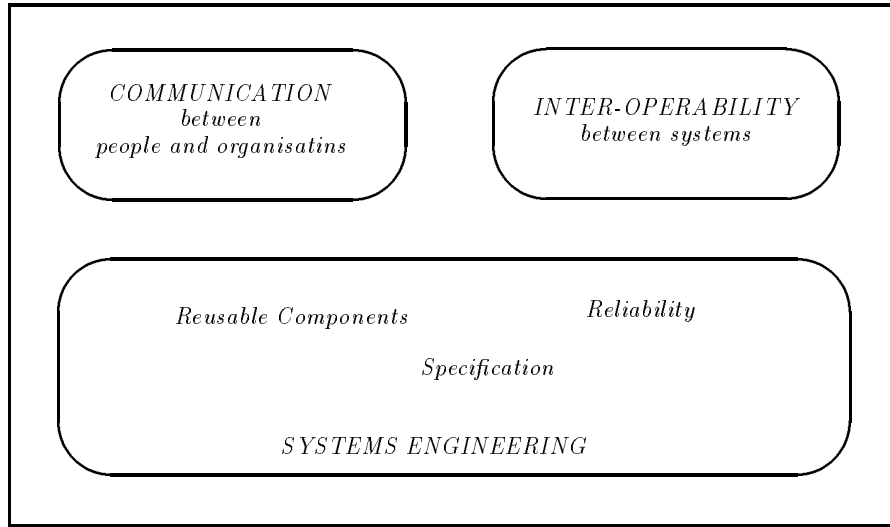 COMMUNICATION
between
people and organisatins
INTER-OPERABILITY
between systems
Reusable Components
Reliability
Specification
SYSTEMS ENGINEERING